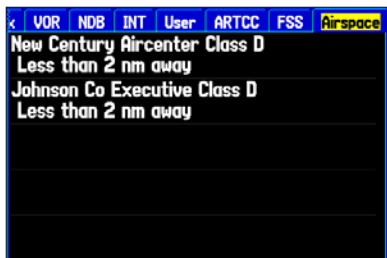 VOR NDB INT User ARTCC FSS Airspace
New Century Aircenter Class D
Less than 2 nm away
Johnson Co Executive Class D
Less than 2 nm away